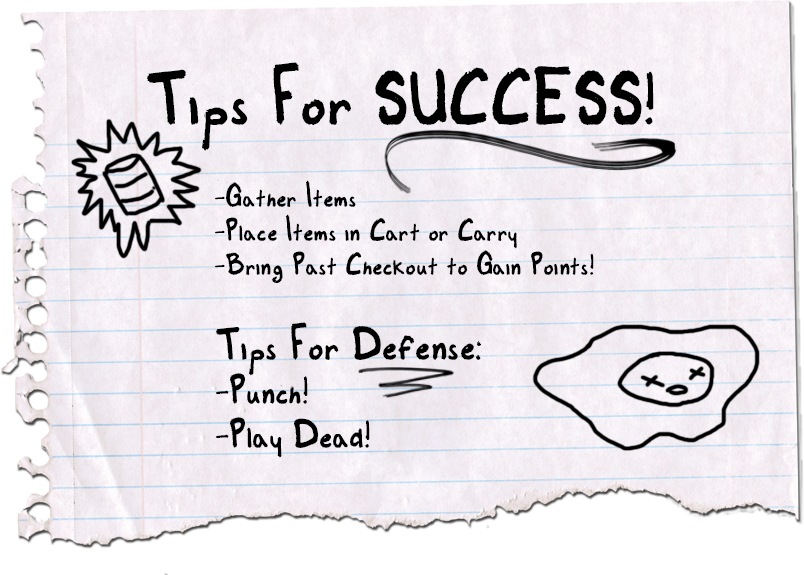 Tips For SUCCESS!
-Gather Items
-Place Items in Cart or Carry
-Bring Past Checkout to Gain Points!
Tips For Defense:
-Punch!
-Play Dead!